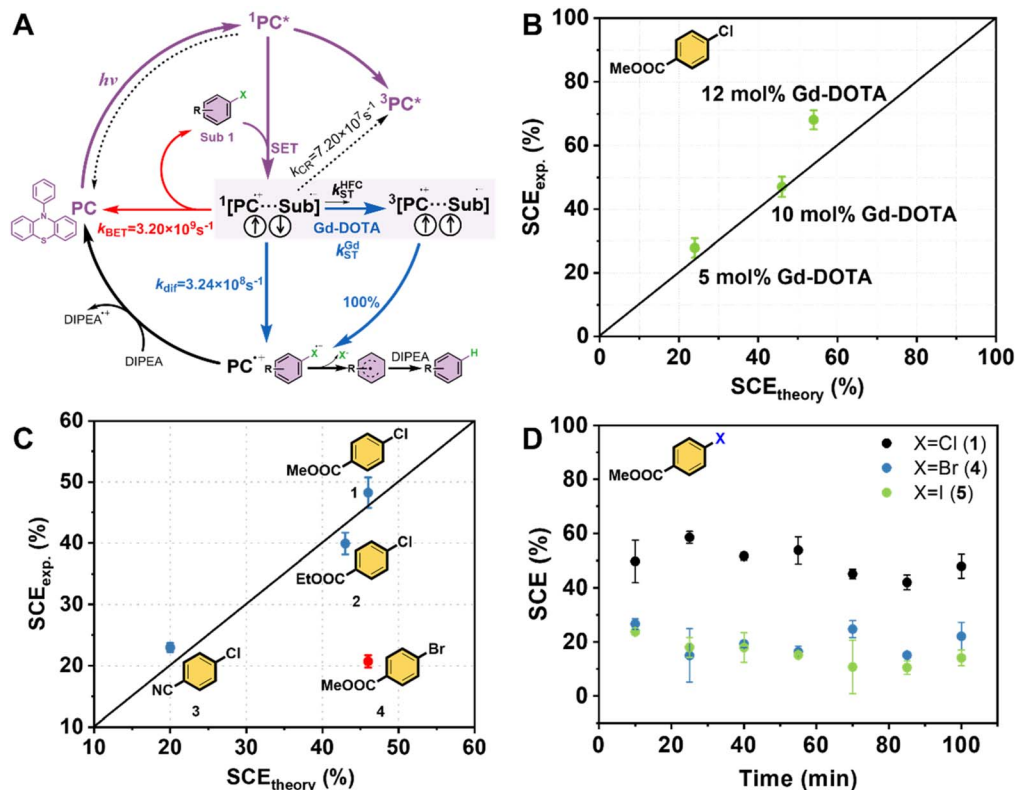 A
¹PC*
hν
R
X
Sub 1
³PC*
SET
k_CR=7.20×10⁷s⁻¹
PC
N
S
¹[PC•⁺···Sub]•⁻
k_ST^HFC
Gd-DOTA
k_ST^Gd
³[PC•⁺···Sub]•⁻
k_BET=3.20×10⁹s⁻¹
k_dif=3.24×10⁸s⁻¹
100%
DIPEA•⁺
DIPEA
PC•⁺
R
X•⁻
X⁻
R
DIPEA
R
H
B
SCE_exp. (%)
100
80
60
40
20
0
MeOOC
Cl
12 mol% Gd-DOTA
10 mol% Gd-DOTA
5 mol% Gd-DOTA
0 20 40 60 80 100
SCE_theory (%)
C
SCE_exp. (%)
60
50
40
30
20
10
Cl
MeOOC
1
Cl
EtOOC
2
Cl
NC
3
Br
MeOOC
4
10 20 30 40 50 60
SCE_theory (%)
D
SCE (%)
100
80
60
40
20
0
X
MeOOC
X=Cl (1)
X=Br (4)
X=I (5)
0 20 40 60 80 100
Time (min)